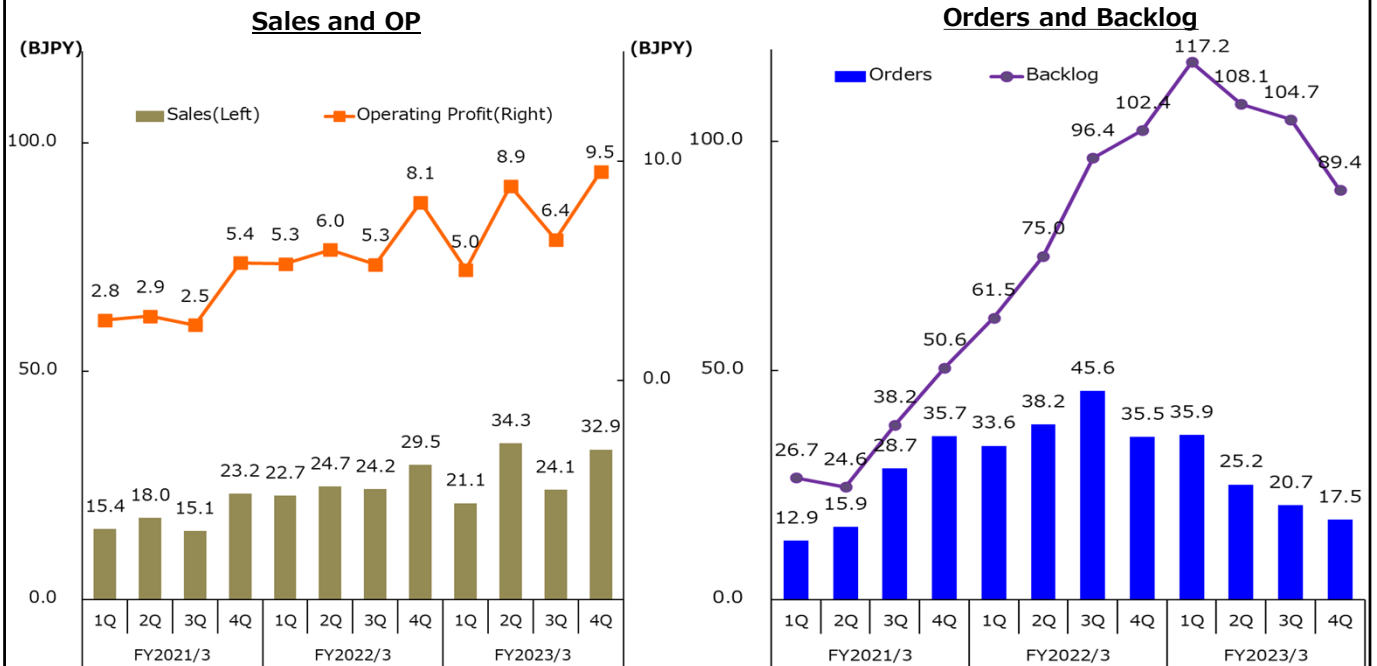 Sales and OP
(BJPY)
(BJPY)
Sales(Left)
Operating Profit(Right)
100.0
50.0
0.0
10.0
0.0
2.8 2.9 2.5 5.4 5.3 6.0 5.3 8.1 5.0 8.9 6.4 9.5
15.4 18.0 15.1 23.2 22.7 24.7 24.2 29.5 21.1 34.3 24.1 32.9
1Q 2Q 3Q 4Q 1Q 2Q 3Q 4Q 1Q 2Q 3Q 4Q
FY2021/3 FY2022/3 FY2023/3
Orders and Backlog
Orders
Backlog
100.0
50.0
0.0
26.7 24.6 38.2 50.6 61.5 75.0 96.4 102.4 117.2 108.1 104.7 89.4
12.9 15.9 28.7 35.7 33.6 38.2 45.6 35.5 35.9 25.2 20.7 17.5
1Q 2Q 3Q 4Q 1Q 2Q 3Q 4Q 1Q 2Q 3Q 4Q
FY2021/3 FY2022/3 FY2023/3